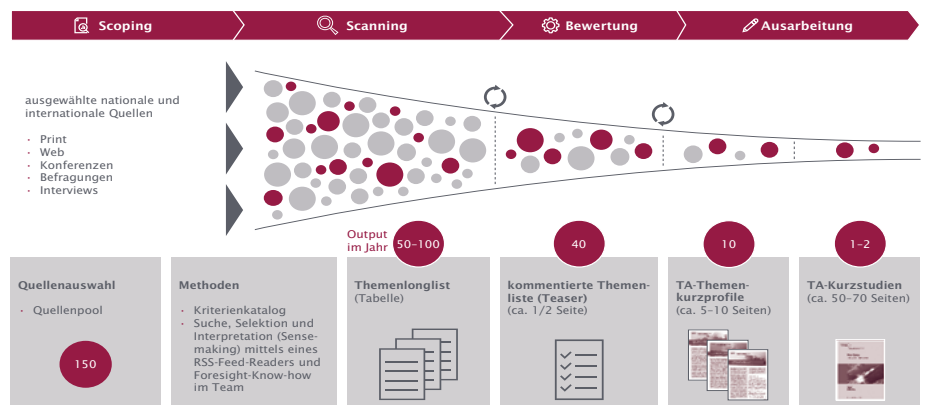 Scoping
Scanning
Bewertung
Ausarbeitung
ausgewählte nationale und
internationale Quellen
· Print
· Web
· Konferenzen
· Befragungen
· Interviews
Output
im Jahr
50–100
40
10
1–2
Quellenauswahl
· Quellenpool
150
Methoden
· Kriterienkatalog
· Suche, Selektion und
Interpretation (Sense-
making) mittels eines
RSS-Feed-Readers und
Foresight-Know-how
im Team
Themenlonglist
(Tabelle)
kommentierte Themen-
liste (Teaser)
(ca. 1/2 Seite)
TA-Themen-
kurzprofile
(ca. 5–10 Seiten)
TA-Kurzstudien
(ca. 50–70 Seiten)